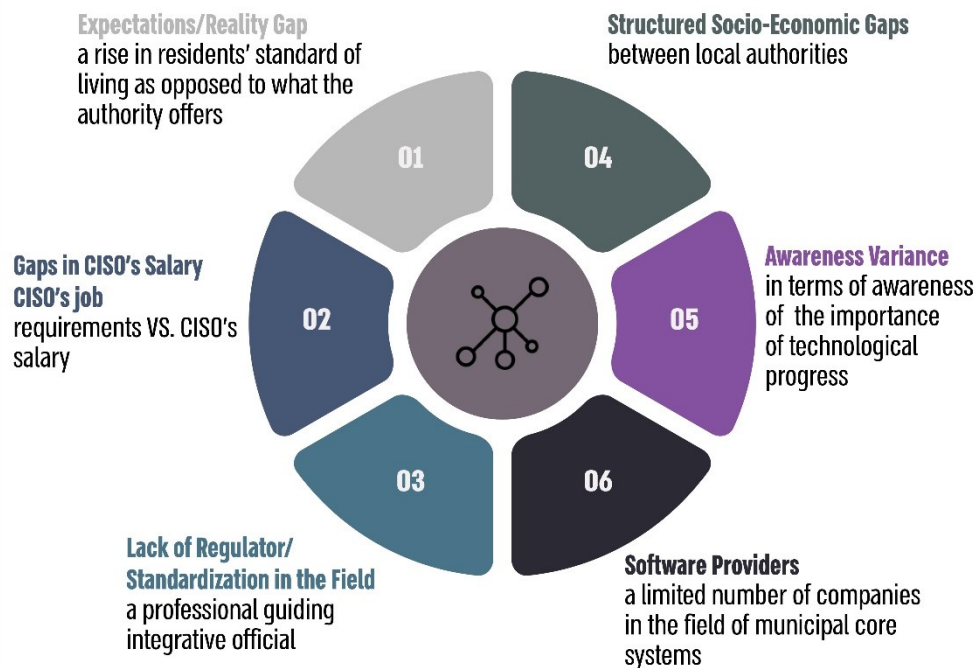 Expectations/Reality Gap
a rise in residents' standard of
living as opposed to what the
authority offers
01
Gaps in CISO's Salary
CISO's job
requirements VS. CISO's
salary
02
Lack of Regulator/
Standardization in the Field
a professional guiding
integrative official
03
Structured Socio-Economic Gaps
between local authorities
04
Awareness Variance
in terms of awareness
of the importance
of technological
progress
05
Software Providers
a limited number of companies
in the field of municipal core
systems
06